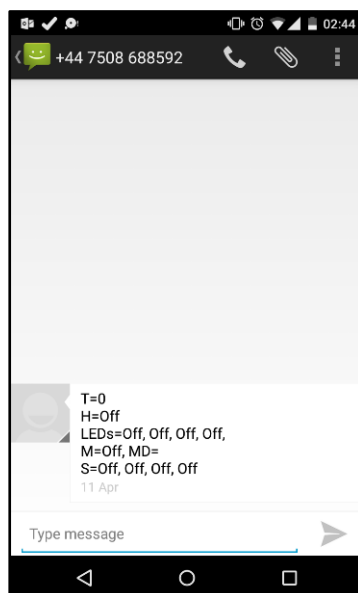 02:44
+44 7508 688592
T=0
H=Off
LEDs=Off, Off, Off, Off,
M=Off, MD=
S=Off, Off, Off, Off
11 Apr
Type message